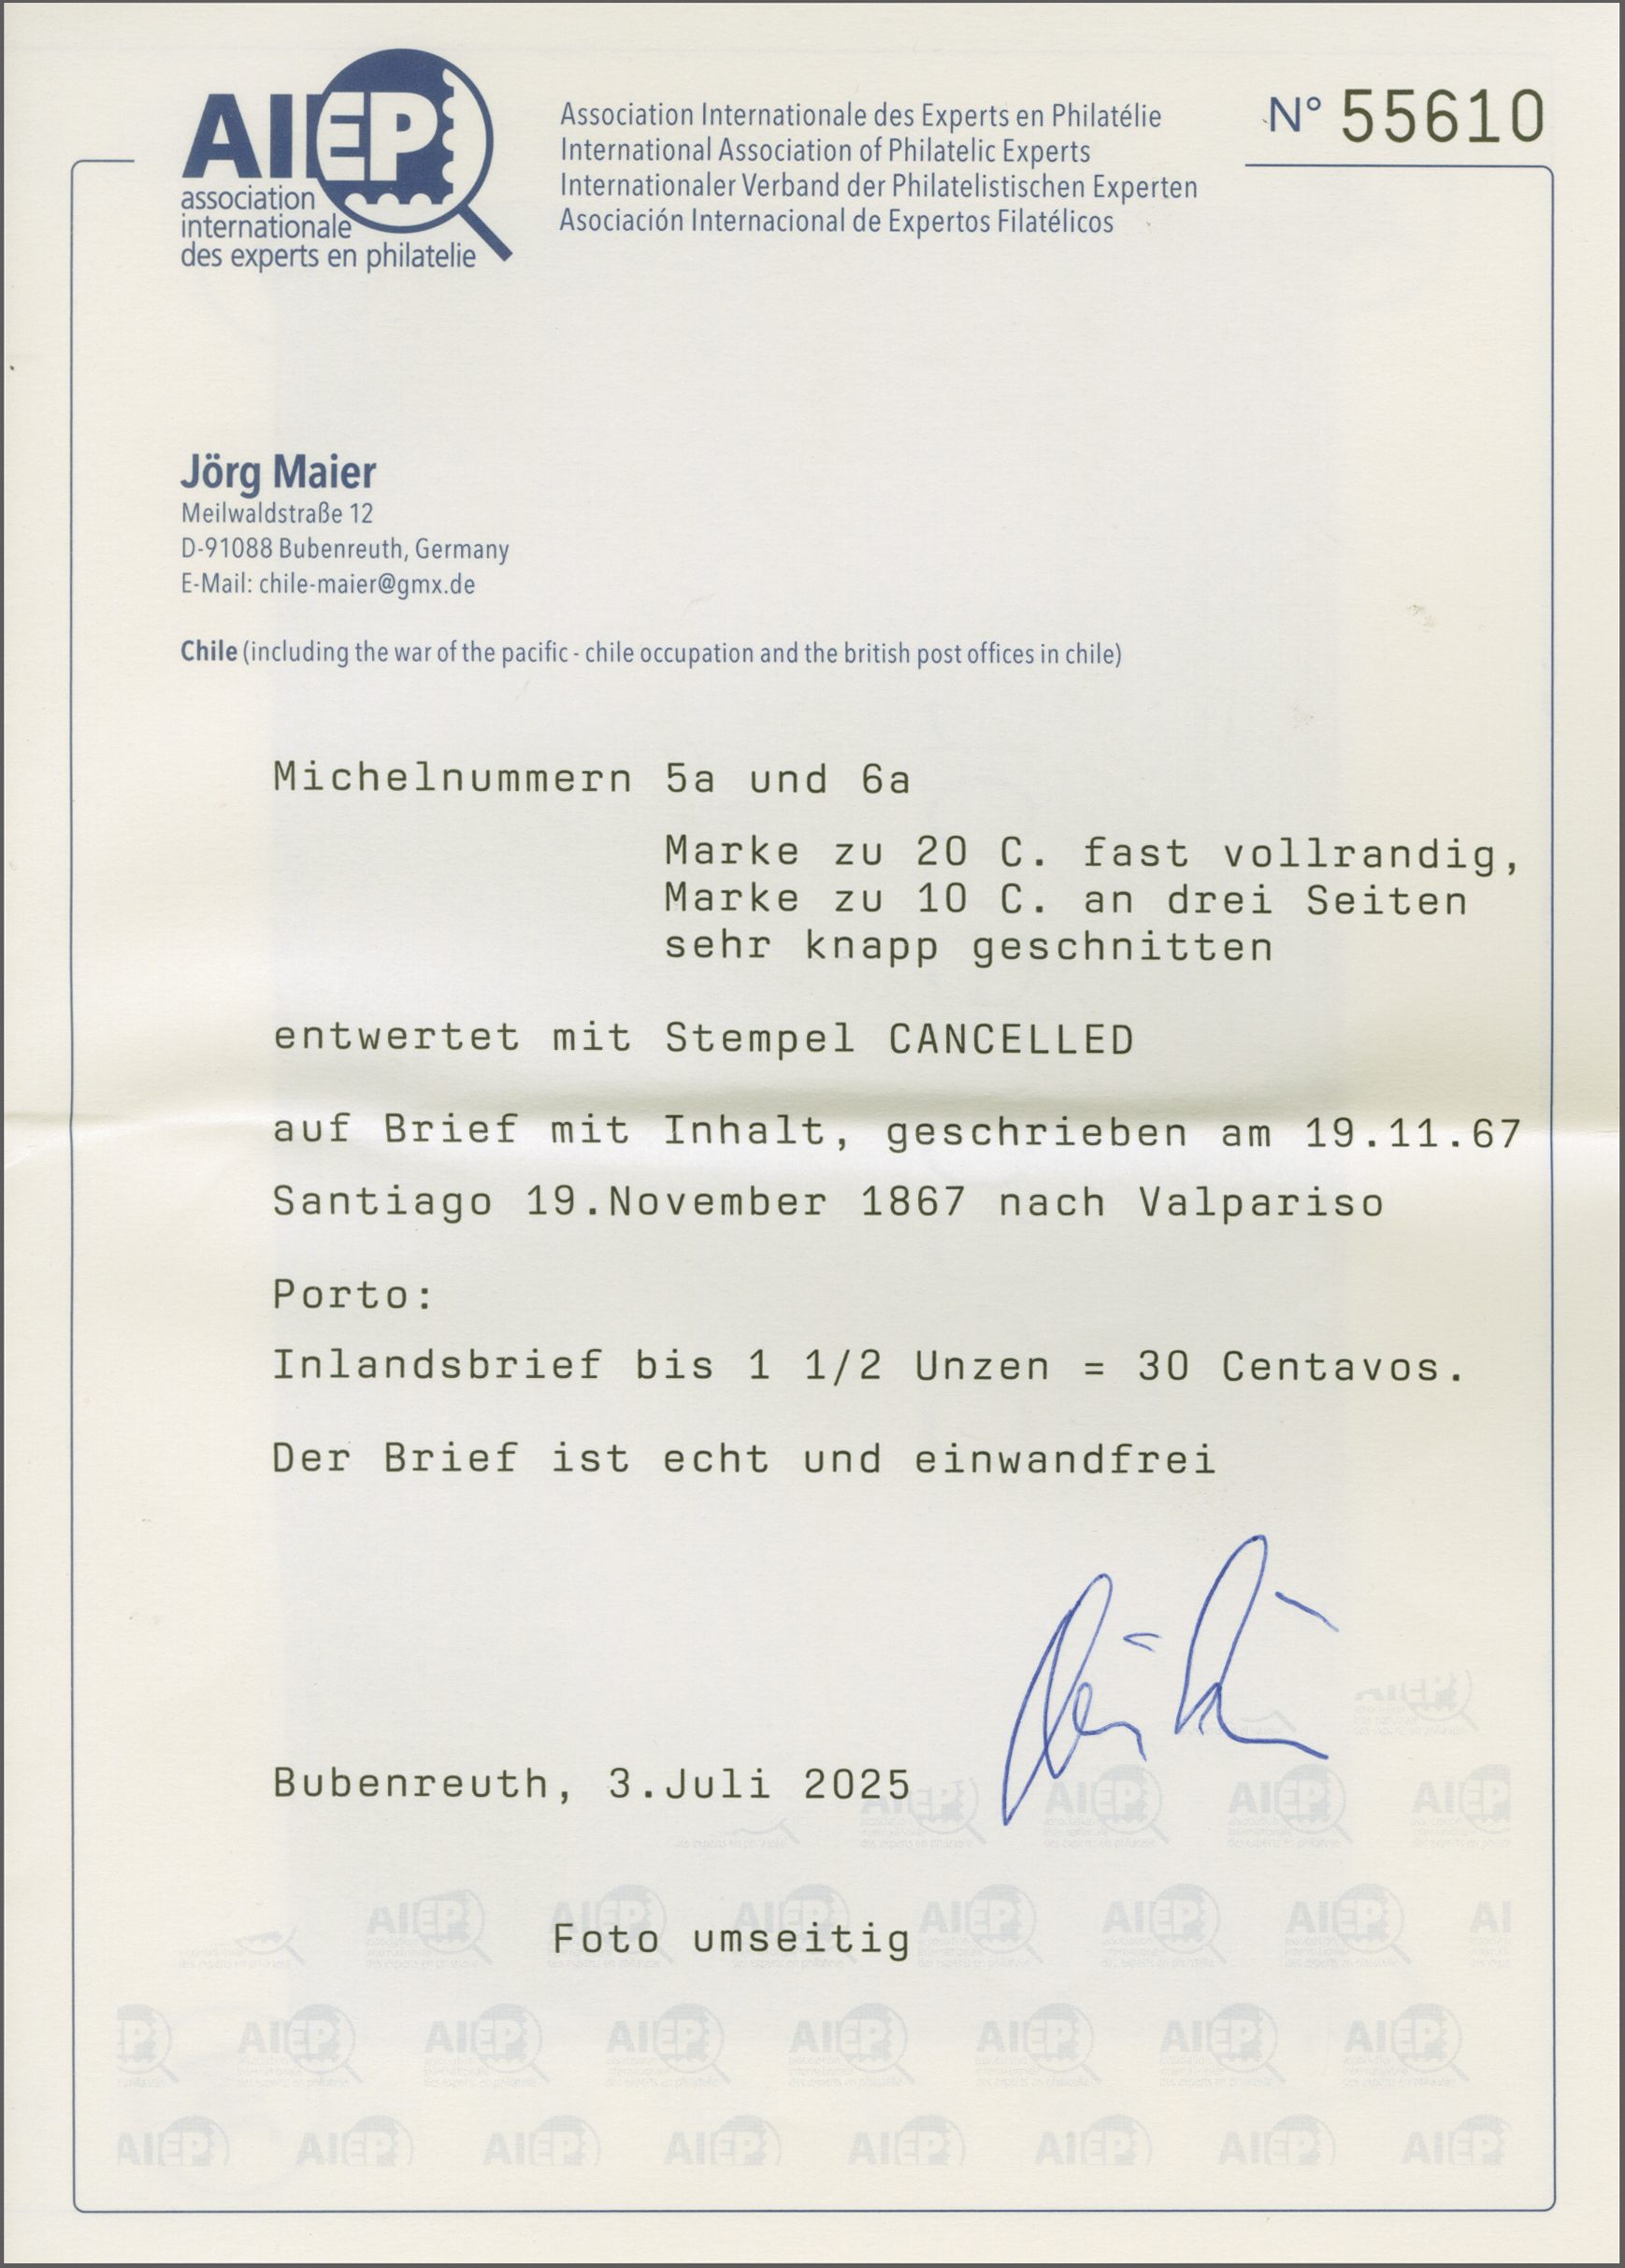 AIEP
association
internationale
des experts en philatelie
Association Internationale des Experts en Philatélie
International Association of Philatelic Experts
Internationaler Verband der Philatelistischen Experten
Asociación Internacional de Expertos Filatélicos
N° 55610
Jörg Maier
Meilwaldstraße 12
D-91088 Bubenreuth, Germany
E-Mail: chile-maier@gmx.de
Chile (including the war of the pacific - chile occupation and the british post offices in chile)
Michelnummern 5a und 6a
Marke zu 20 C. fast vollrandig,
Marke zu 10 C. an drei Seiten
sehr knapp geschnitten
entwertet mit Stempel CANCELLED
auf Brief mit Inhalt, geschrieben am 19.11.67
Santiago 19.November 1867 nach Valpariso
Porto:
Inlandsbrief bis 1 1/2 Unzen = 30 Centavos.
Der Brief ist echt und einwandfrei
Bubenreuth, 3.Juli 2025
Foto umseitig